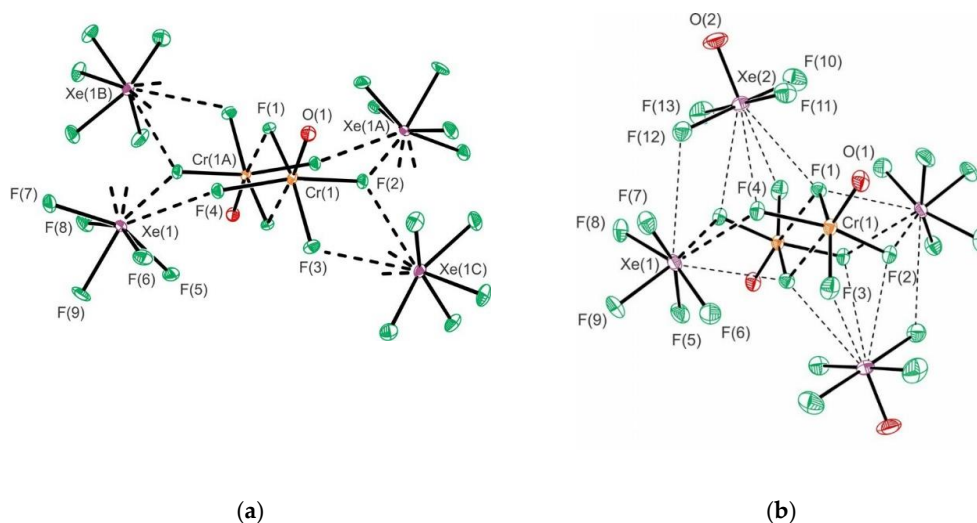 Xe(1B)
F(1)
O(1)
Xe(1A)
Cr(1A)
F(2)
F(4)
Cr(1)
F(7)
F(8)
Xe(1)
F(6)
F(5)
F(9)
F(3)
Xe(1C)
(a)
O(2)
Xe(2)
F(10)
F(13)
F(11)
F(12)
F(1)
O(1)
F(7)
F(4)
F(8)
Cr(1)
Xe(1)
F(2)
F(3)
F(9)
F(5)
F(6)
(b)